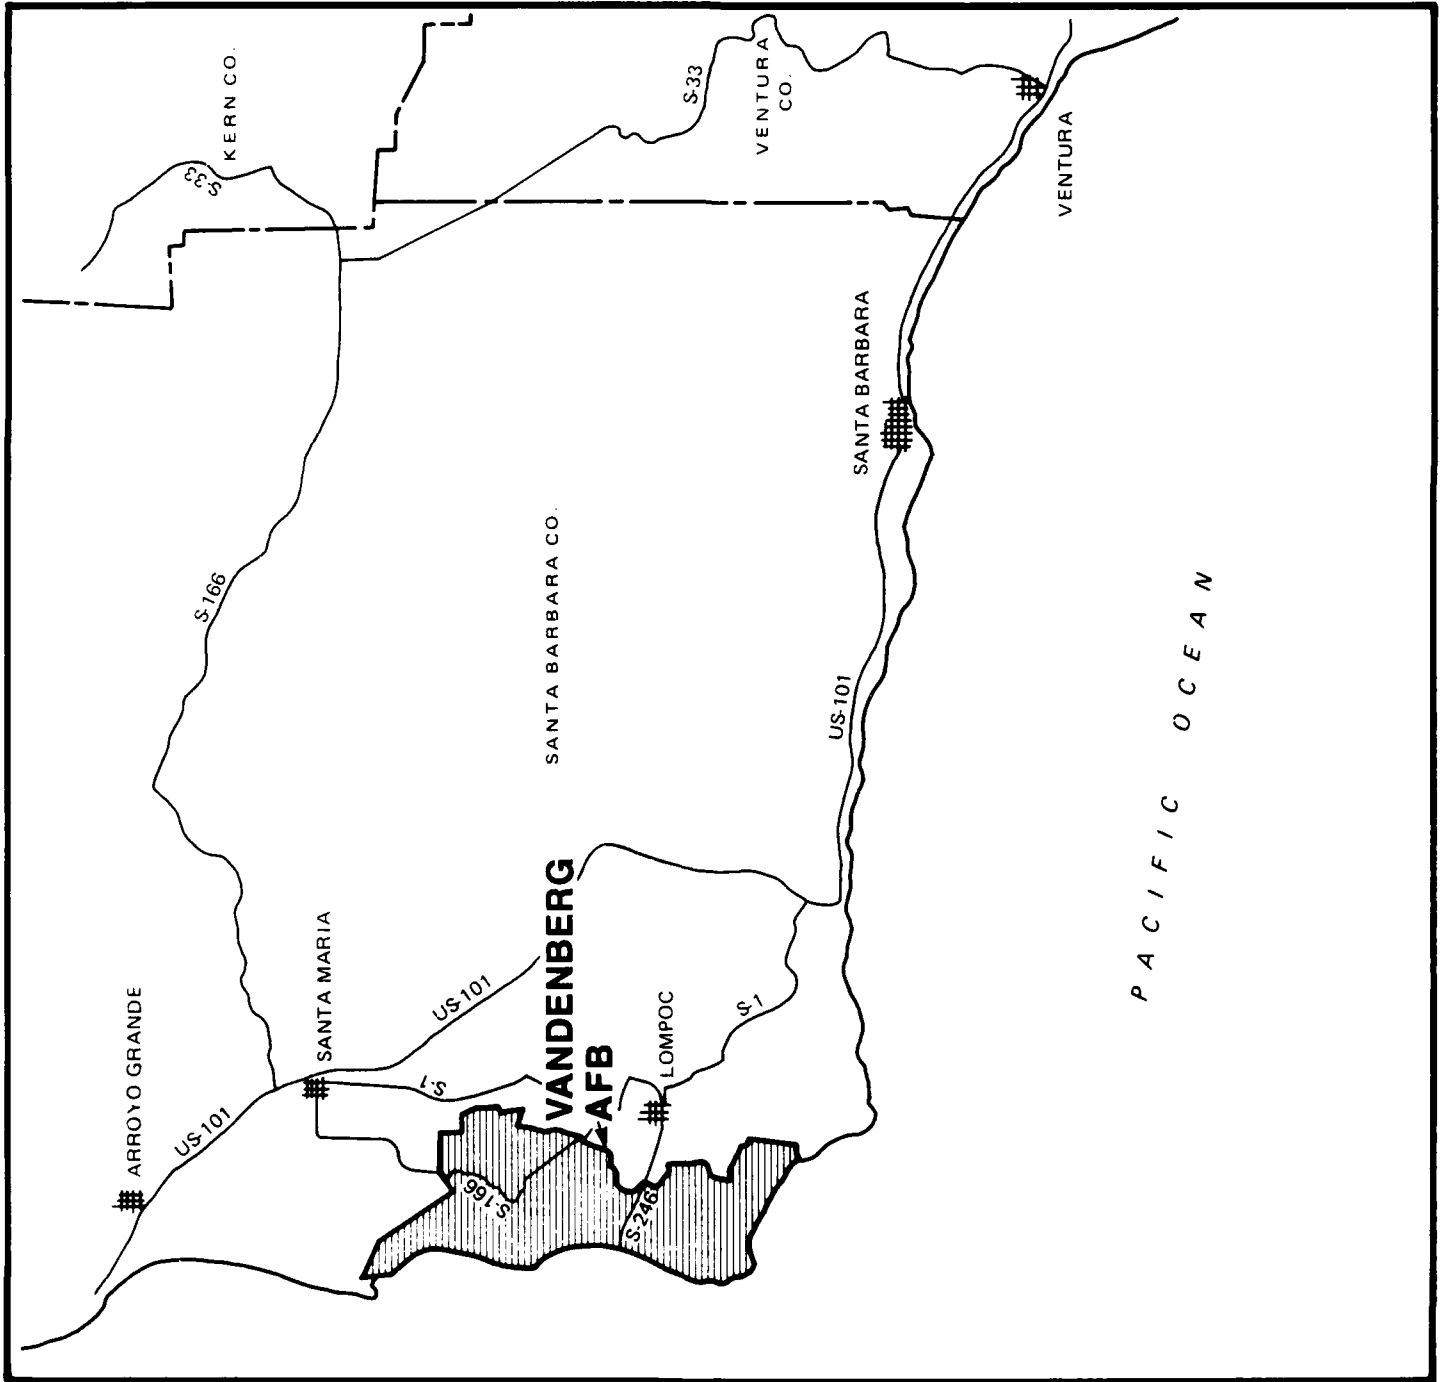 KERN CO.
S-33
S-33
VENTURA
CO.
VENTURA
S-166
SANTA BARBARA
SANTA BARBARA CO.
US-101
PACIFIC OCEAN
ARROYO GRANDE
US-101
SANTA MARIA
US-101
S-1
VANDENBERG
AFB
LOMPOC
S-1
S-166
S-246